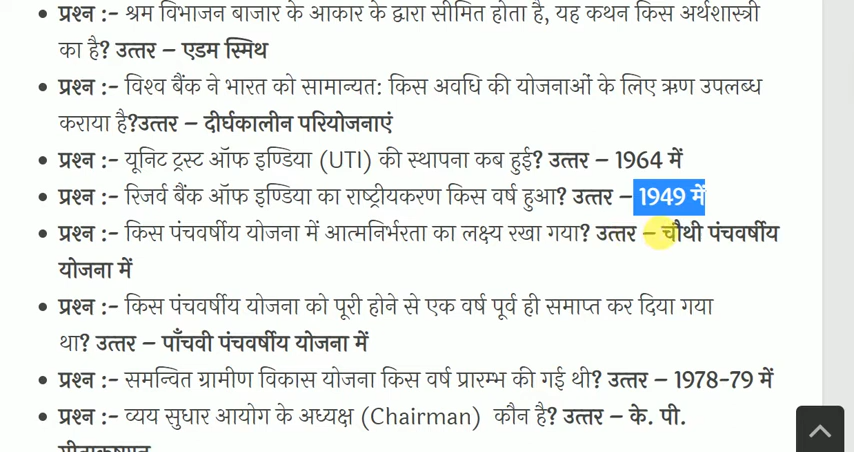 प्रश्न :- श्रम विभाजन बाजार के आकार के द्वारा सीमित होता है, यह कथन किस अर्थशास्त्री
का है? उत्तर – एडम स्मिथ
प्रश्न :- विश्व बैंक ने भारत को सामान्यत: किस अवधि की योजनाओं के लिए ऋण उपलब्ध
कराया है?उत्तर – दीर्घकालीन परियोजनाएं
प्रश्न :- यूनिट ट्रस्ट ऑफ इण्डिया (UTI) की स्थापना कब हुई? उत्तर – 1964 में
प्रश्न :- रिजर्व बैंक ऑफ इण्डिया का राष्ट्रीयकरण किस वर्ष हुआ? उत्तर – 1949 में
प्रश्न :- किस पंचवर्षीय योजना में आत्मनिर्भरता का लक्ष्य रखा गया? उत्तर – चौथी पंचवर्षीय
योजना में
प्रश्न :- किस पंचवर्षीय योजना को पूरी होने से एक वर्ष पूर्व ही समाप्त कर दिया गया
था? उत्तर – पाँचवी पंचवर्षीय योजना में
प्रश्न :- समन्वित ग्रामीण विकास योजना किस वर्ष प्रारम्भ की गई थी? उत्तर – 1978-79 में
प्रश्न :- व्यय सुधार आयोग के अध्यक्ष (Chairman) कौन है? उत्तर – के. पी.